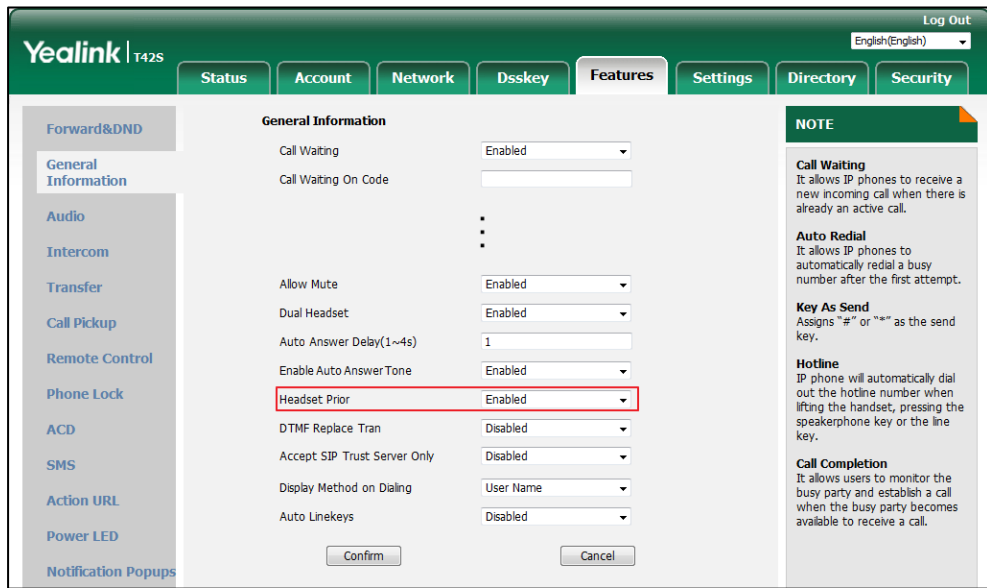 Log Out
Yealink T42S
English(English)
Status Account Network Dsskey Features Settings Directory Security
Forward&DND
General
Information
Audio
Intercom
Transfer
Call Pickup
Remote Control
Phone Lock
ACD
SMS
Action URL
Power LED
Notification Popups
General Information
Call Waiting Enabled
Call Waiting On Code
Allow Mute Enabled
Dual Headset Enabled
Auto Answer Delay(1~4s) 1
Enable Auto Answer Tone Enabled
Headset Prior Enabled
DTMF Replace Tran Disabled
Accept SIP Trust Server Only Disabled
Display Method on Dialing User Name
Auto Linekeys Disabled
Confirm Cancel
NOTE
Call Waiting
It allows IP phones to receive a
new incoming call when there is
already an active call.
Auto Redial
It allows IP phones to
automatically redial a busy
number after the first attempt.
Key As Send
Assigns "#" or "*" as the send
key.
Hotline
IP phone will automatically dial
out the hotline number when
lifting the handset, pressing the
speakerphone key or the line
key.
Call Completion
It allows users to monitor the
busy party and establish a call
when the busy party becomes
available to receive a call.